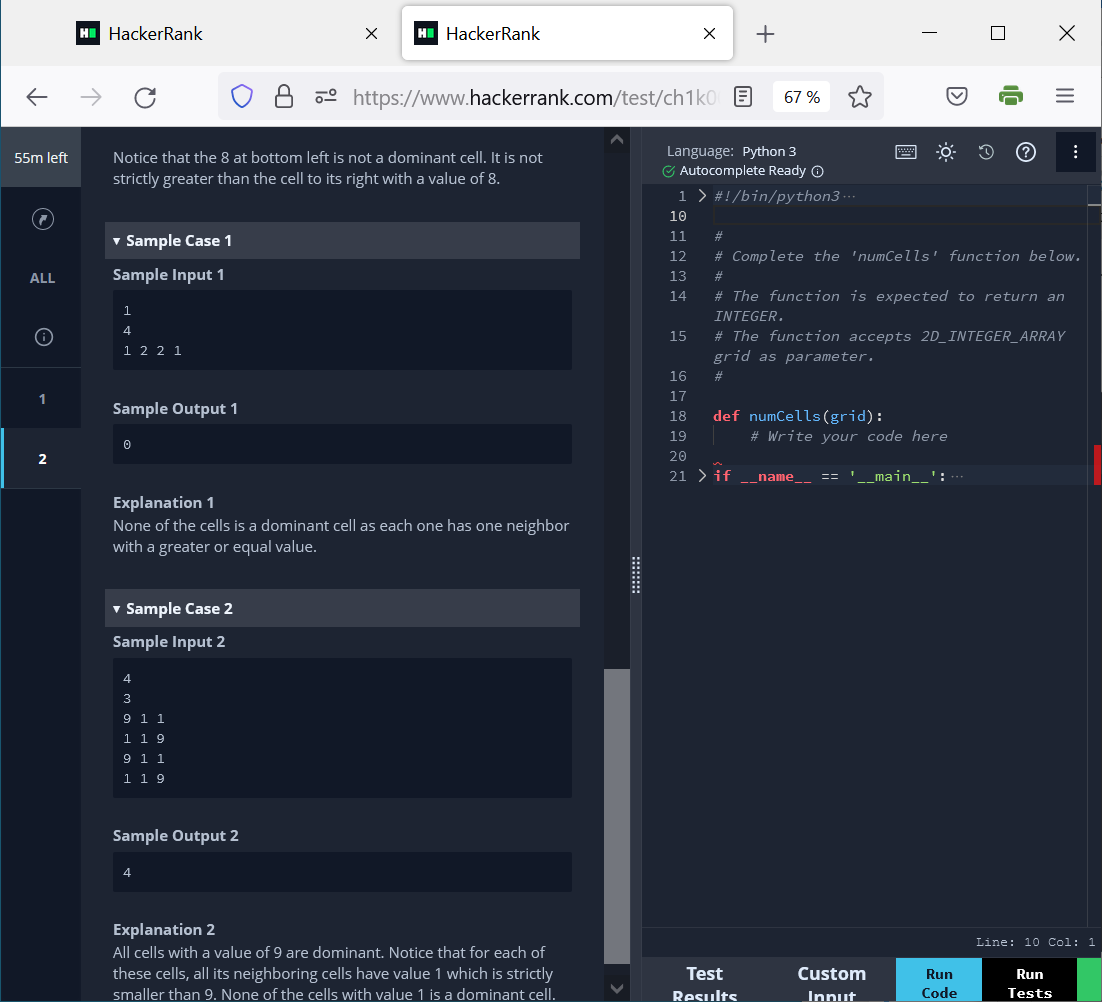 HackerRank
HackerRank
https://www.hackerrank.com/test/ch1k0
67 %
55m left
ALL
1
2
Notice that the 8 at bottom left is not a dominant cell. It is not
strictly greater than the cell to its right with a value of 8.
▾ Sample Case 1
Sample Input 1
1
4
1 2 2 1
Sample Output 1
0
Explanation 1
None of the cells is a dominant cell as each one has one neighbor
with a greater or equal value.
▾ Sample Case 2
Sample Input 2
4
3
9 1 1
1 1 9
9 1 1
1 1 9
Sample Output 2
4
Explanation 2
All cells with a value of 9 are dominant. Notice that for each of
these cells, all its neighboring cells have value 1 which is strictly
smaller than 9. None of the cells with value 1 is a dominant cell.
Language: Python 3
Autocomplete Ready
1 #!/bin/python3···
10
11 #
12 # Complete the 'numCells' function below.
13 #
14 # The function is expected to return an
INTEGER.
15 # The function accepts 2D_INTEGER_ARRAY
grid as parameter.
16 #
17
18 def numCells(grid):
19 # Write your code here
20
21 if __name__ == '__main__':···
Line: 10 Col: 1
Test
Results
Custom
Input
Run
Code
Run
Tests